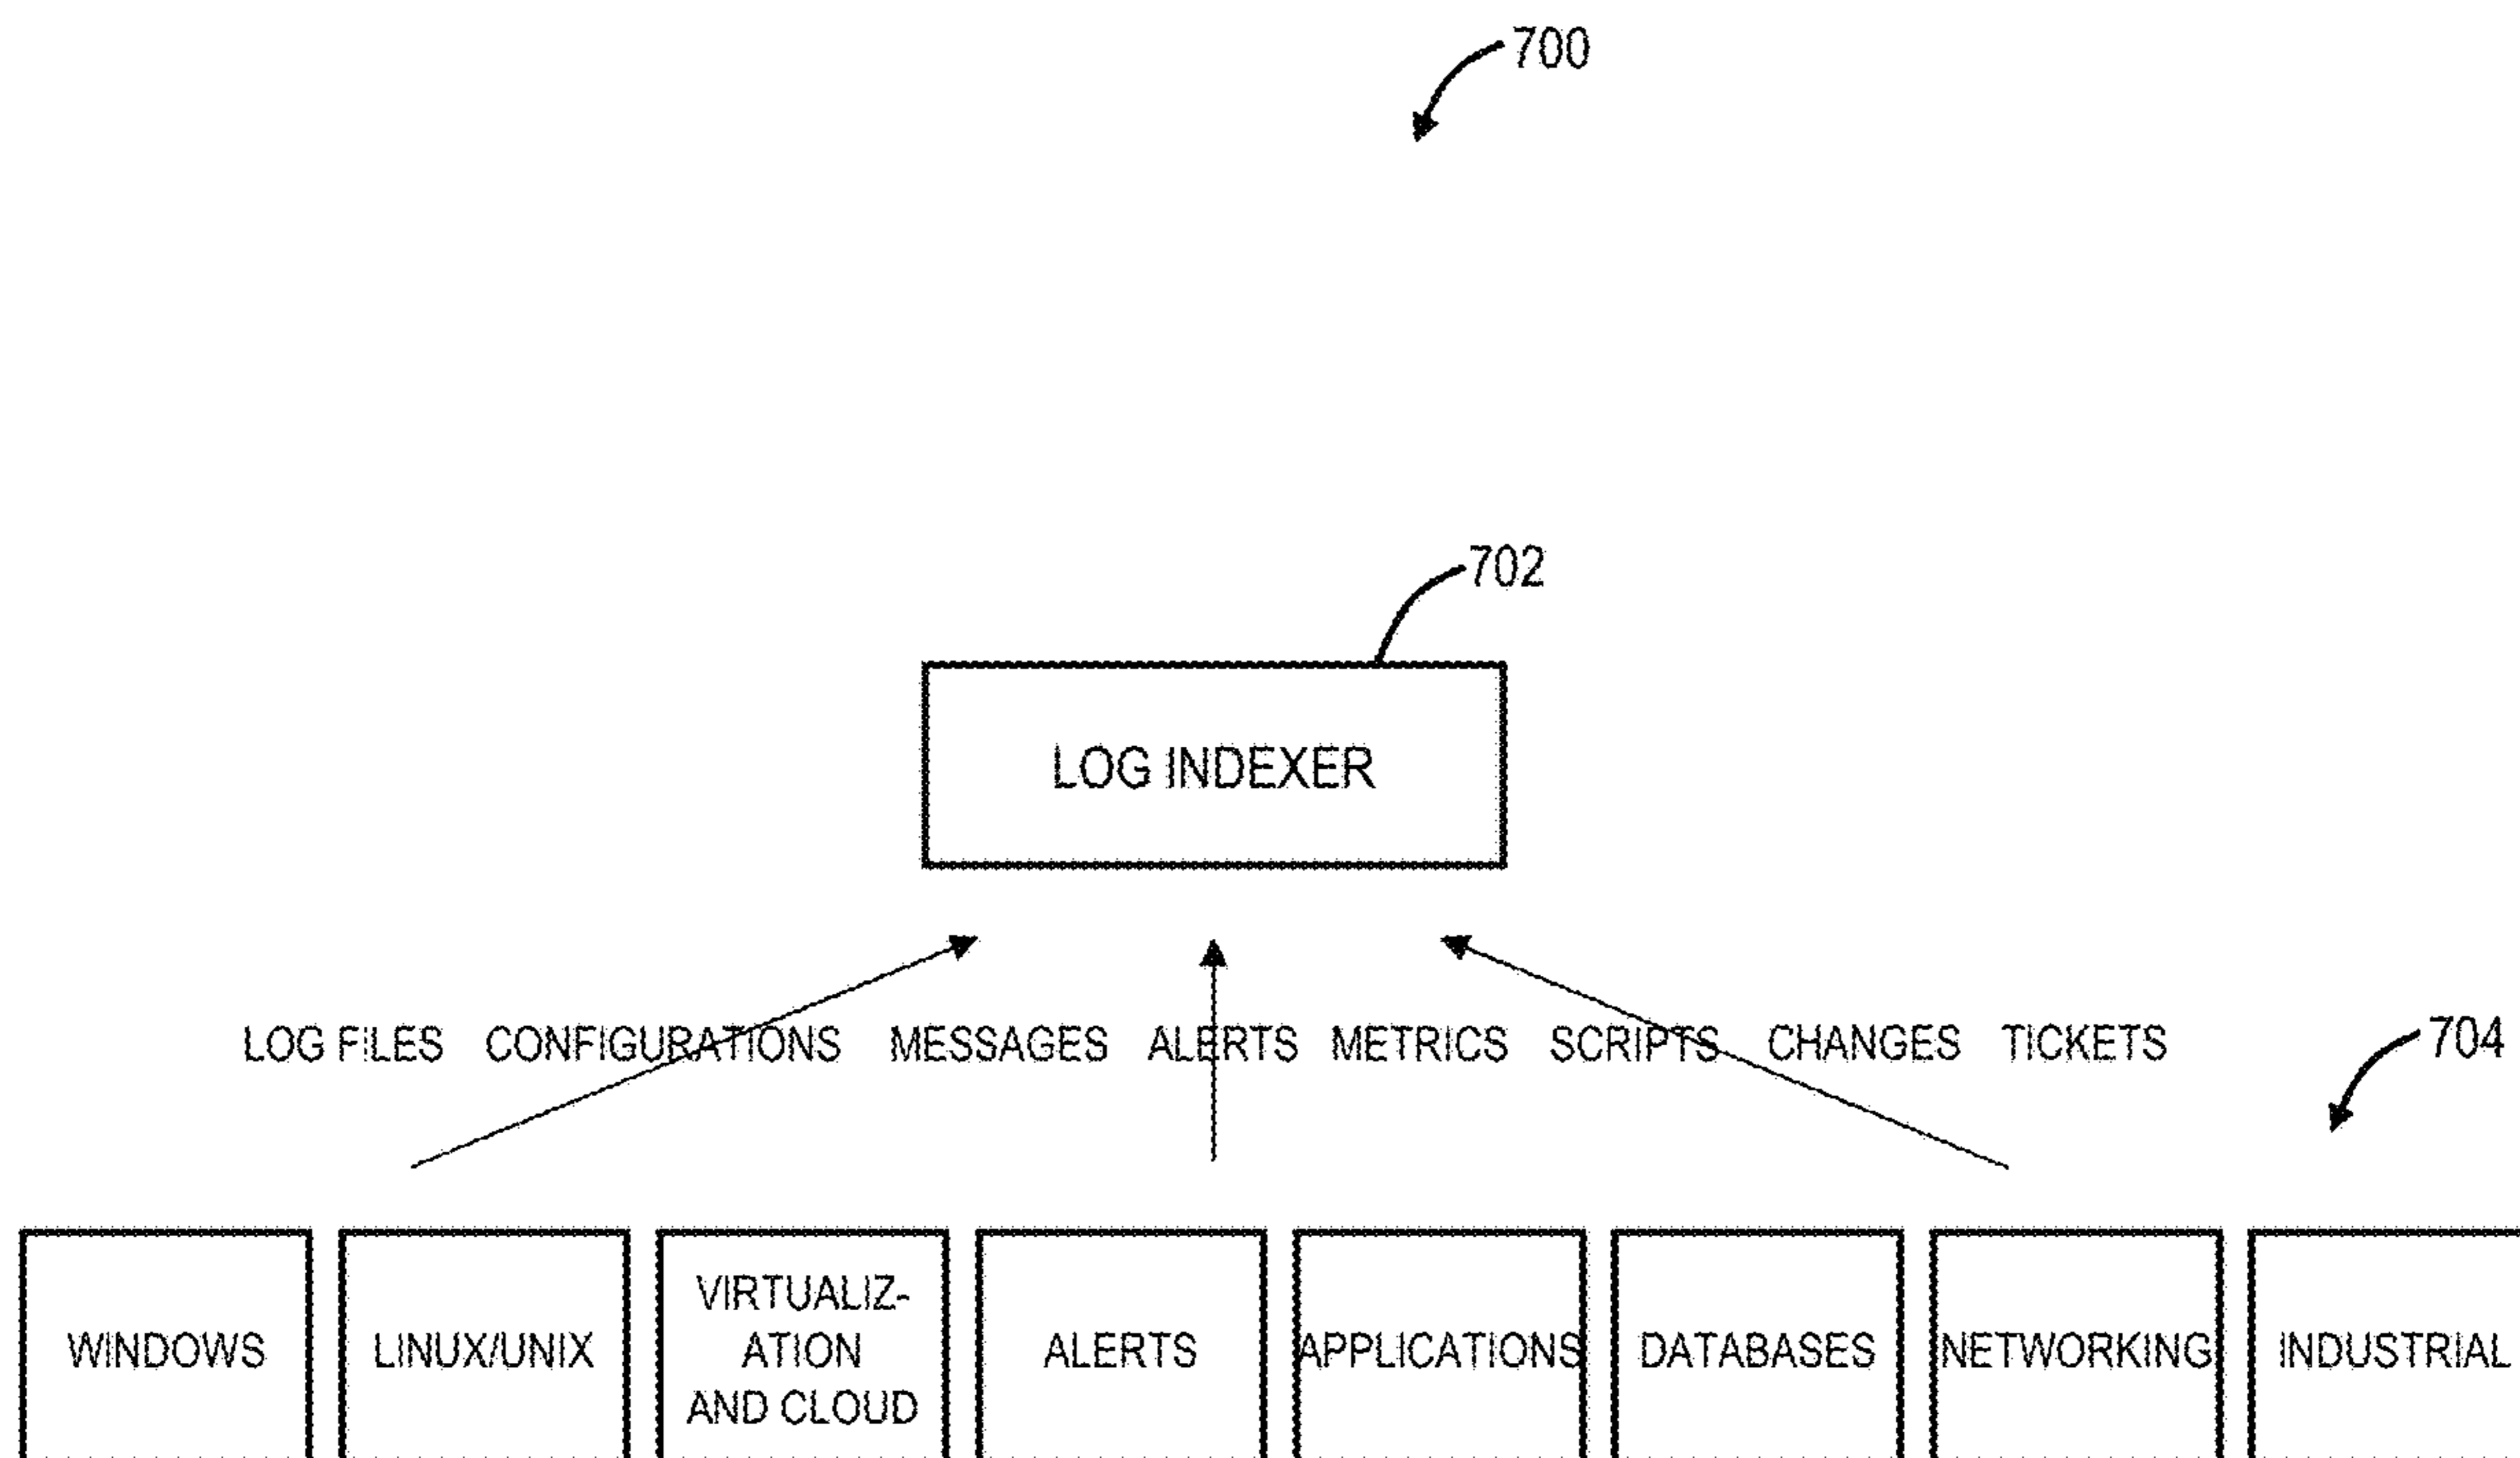 700
702
LOG INDEXER
LOG FILES CONFIGURATIONS MESSAGES ALERTS METRICS SCRIPTS CHANGES TICKETS
704
WINDOWS
LINUX/UNIX
VIRTUALIZ-
ATION
AND CLOUD
ALERTS
APPLICATIONS
DATABASES
NETWORKING
INDUSTRIAL